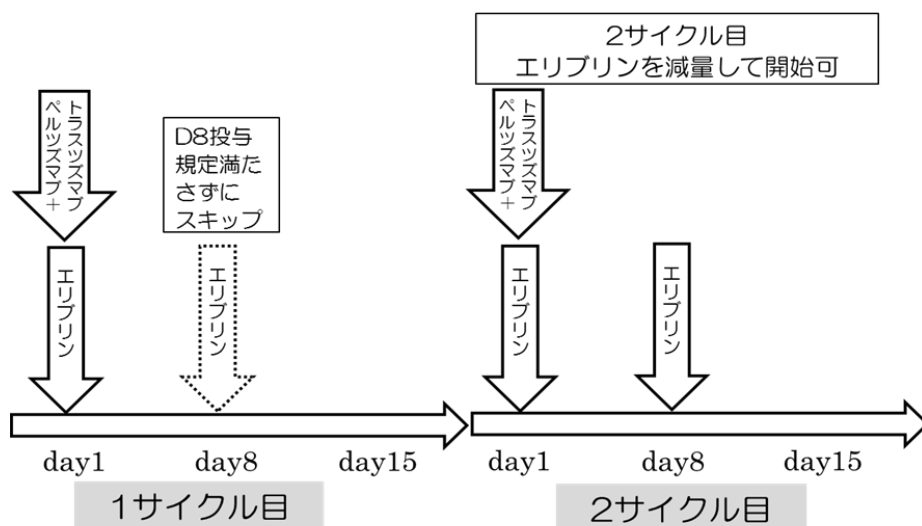 2サイクル目
エリブリンを減量して開始可
トラスツズマブ
ペルツズマブ+
D8投与
規定満た
さずに
スキップ
トラスツズマブ
ペルツズマブ+
エリブリン
エリブリン
エリブリン
エリブリン
day1
day8
day15
day1
day8
day15
1サイクル目
2サイクル目